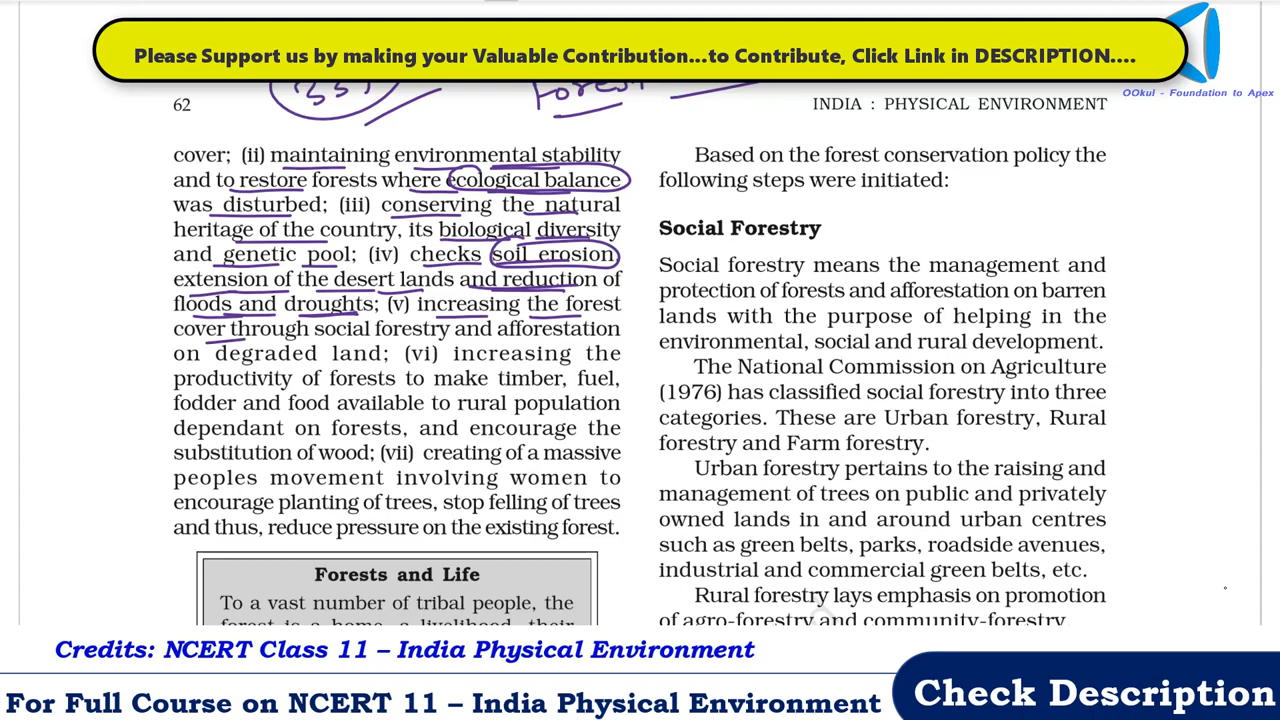 Please Support us by making your Valuable Contribution...to Contribute, Click Link in DESCRIPTION....
OOkul - Foundation to Apex
33%
Forest
62
INDIA : PHYSICAL ENVIRONMENT
cover; (ii) maintaining environmental stability
and to restore forests where ecological balance
was disturbed; (iii) conserving the natural
heritage of the country, its biological diversity
and genetic pool; (iv) checks soil erosion,
extension of the desert lands and reduction of
floods and droughts; (v) increasing the forest
cover through social forestry and afforestation
on degraded land; (vi) increasing the
productivity of forests to make timber, fuel,
fodder and food available to rural population
dependant on forests, and encourage the
substitution of wood; (vii) creating of a massive
peoples movement involving women to
encourage planting of trees, stop felling of trees
and thus, reduce pressure on the existing forest.
Forests and Life
To a vast number of tribal people, the
forest is a home, a livelihood, their
Based on the forest conservation policy the
following steps were initiated:
Social Forestry
Social forestry means the management and
protection of forests and afforestation on barren
lands with the purpose of helping in the
environmental, social and rural development.
The National Commission on Agriculture
(1976) has classified social forestry into three
categories. These are Urban forestry, Rural
forestry and Farm forestry.
Urban forestry pertains to the raising and
management of trees on public and privately
owned lands in and around urban centres
such as green belts, parks, roadside avenues,
industrial and commercial green belts, etc.
Rural forestry lays emphasis on promotion
of agro-forestry and community-forestry.
Credits: NCERT Class 11 – India Physical Environment
For Full Course on NCERT 11 – India Physical Environment
Check Description